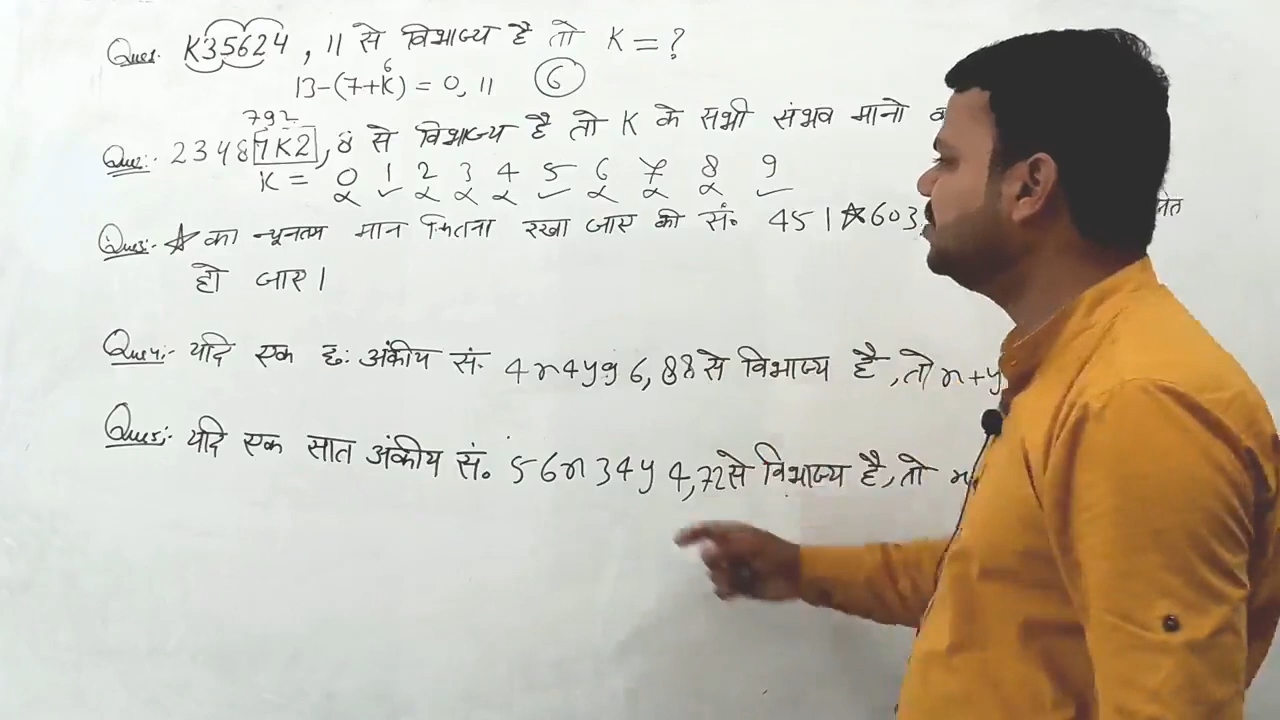 Ques. K35624, 11 से विभाज्य है तो K = ?
13-(7+K) = 0, 11 6
6
792
Ques:- 23487K2, 8 से विभाज्य है तो K के सभी संभव मानो
K = 0 1 2 3 4 5 6 7 8 9
Ques:- ☆ का न्यूनतम मान कितना रखा जाए की सं॰ 451☆603,
हो जाए।
Ques:- यदि एक छः अंकीय सं॰ 4x4y96, 88 से विभाज्य है, तो x+y
Ques:- यदि एक सात अंकीय सं॰ 56x34y4, 72 से विभाज्य है, तो